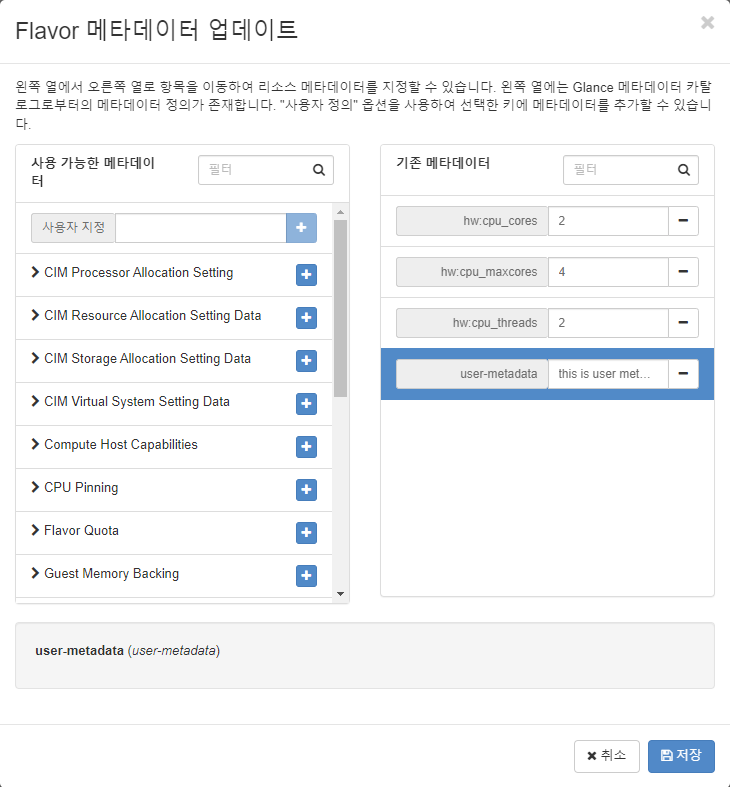 Flavor 메타데이터 업데이트
왼쪽 열에서 오른쪽 열로 항목을 이동하여 리소스 메타데이터를 지정할 수 있습니다. 왼쪽 열에는 Glance 메타데이터 카탈
로그로부터의 메타데이터 정의가 존재합니다. "사용자 정의" 옵션을 사용하여 선택한 키에 메타데이터를 추가할 수 있습니
다.
사용 가능한 메타데이
터
필터
사용자 지정
CIM Processor Allocation Setting
CIM Resource Allocation Setting Data
CIM Storage Allocation Setting Data
CIM Virtual System Setting Data
Compute Host Capabilities
CPU Pinning
Flavor Quota
Guest Memory Backing
기존 메타데이터
필터
hw:cpu_cores 2
hw:cpu_maxcores 4
hw:cpu_threads 2
user-metadata this is user met...
user-metadata (user-metadata)
취소 저장